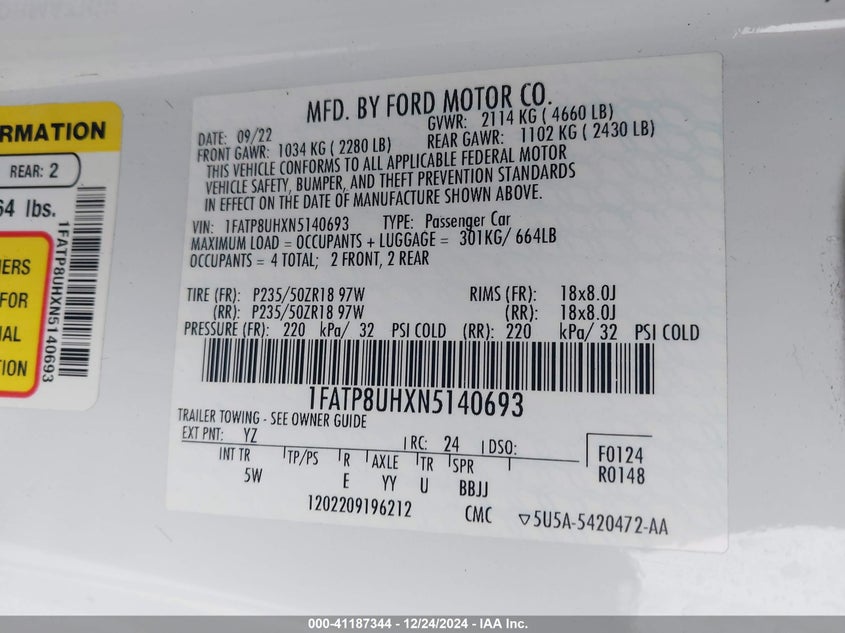 RMATION
REAR: 2
64 lbs.
1FATP8UHXN5140693
FOR
TION
MFD. BY FORD MOTOR CO.
DATE: 09/22 GVWR: 2114 KG ( 4660 LB)
FRONT GAWR: 1034 KG ( 2280 LB) REAR GAWR: 1102 KG ( 2430 LB)
THIS VEHICLE CONFORMS TO ALL APPLICABLE FEDERAL MOTOR
VEHICLE SAFETY, BUMPER, AND THEFT PREVENTION STANDARDS
IN EFFECT ON THE DATE OF MANUFACTURE SHOWN ABOVE.
VIN: 1FATP8UHXN5140693 TYPE: Passenger Car
MAXIMUM LOAD = OCCUPANTS + LUGGAGE = 301KG/ 664LB
OCCUPANTS = 4 TOTAL; 2 FRONT, 2 REAR
TIRE (FR): P235/50ZR18 97W RIMS (FR): 18x8.0J
(RR): P235/50ZR18 97W (RR): 18x8.0J
PRESSURE (FR): 220 kPa/ 32 PSI COLD (RR): 220 kPa/ 32 PSI COLD
1FATP8UHXN5140693
TRAILER TOWING - SEE OWNER GUIDE
EXT PNT: YZ RC: 24 DSO:
INT TR TP/PS R AXLE TR SPR
5W E YY U BBJJ
F0124
R0148
1202209196212 CMC ▽5U5A-5420472-AA
000-41187344 - 12/24/2024 - IAA Inc.